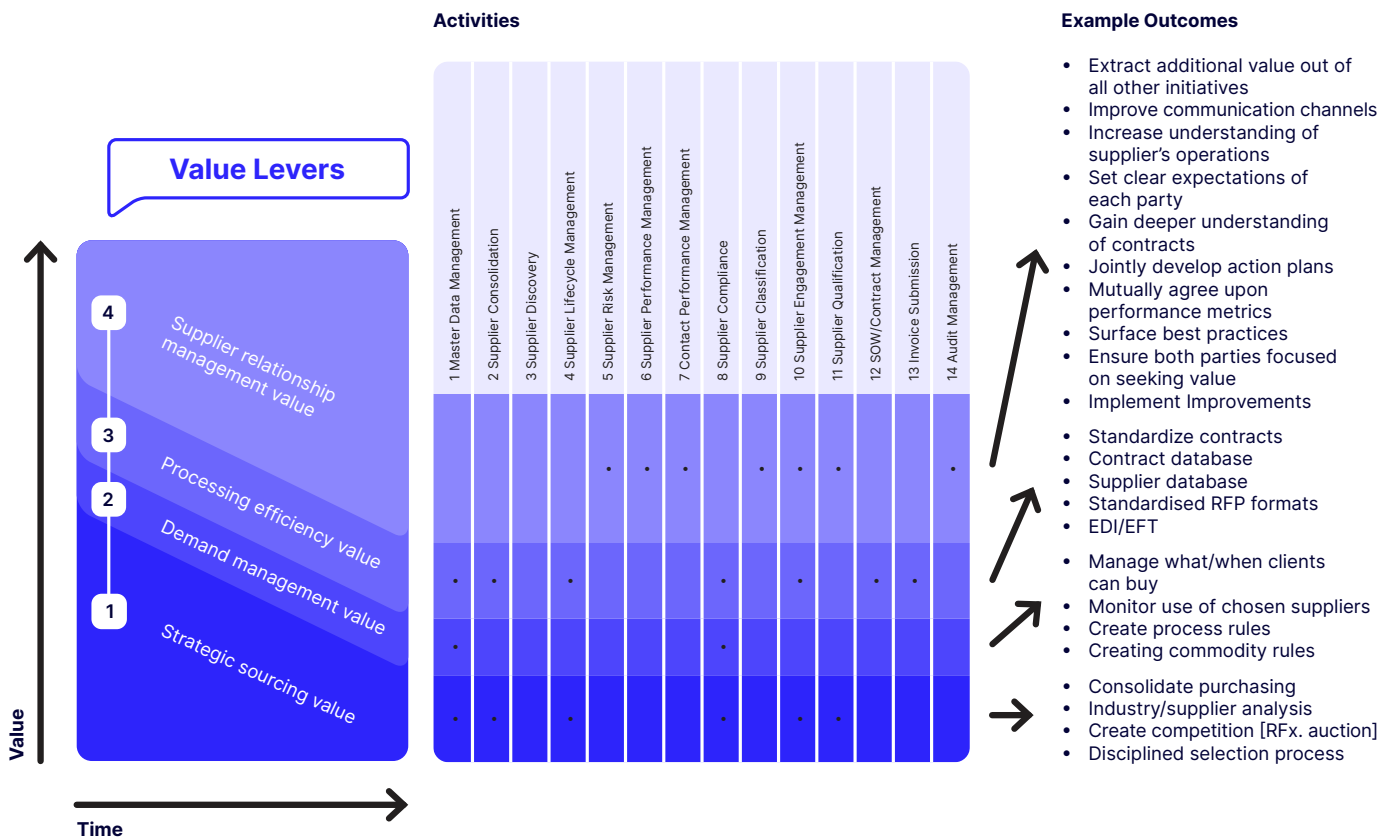 Activities
Example Outcomes
Value Levers
4
Supplier relationship
management value
3
Processing efficiency value
2
Demand management value
1
Strategic sourcing value
Value
Time
1 Master Data Management
2 Supplier Consolidation
3 Supplier Discovery
4 Supplier Lifecycle Management
5 Supplier Risk Management
6 Supplier Performance Management
7 Contact Performance Management
8 Supplier Compliance
9 Supplier Classification
10 Supplier Engagement Management
11 Supplier Qualification
12 SOW/Contract Management
13 Invoice Submission
14 Audit Management
• Extract additional value out of
all other initiatives
• Improve communication channels
• Increase understanding of
supplier’s operations
• Set clear expectations of
each party
• Gain deeper understanding
of contracts
• Jointly develop action plans
• Mutually agree upon
performance metrics
• Surface best practices
• Ensure both parties focused
on seeking value
• Implement Improvements
• Standardize contracts
• Contract database
• Supplier database
• Standardised RFP formats
• EDI/EFT
• Manage what/when clients
can buy
• Monitor use of chosen suppliers
• Create process rules
• Creating commodity rules
• Consolidate purchasing
• Industry/supplier analysis
• Create competition [RFx. auction]
• Disciplined selection process